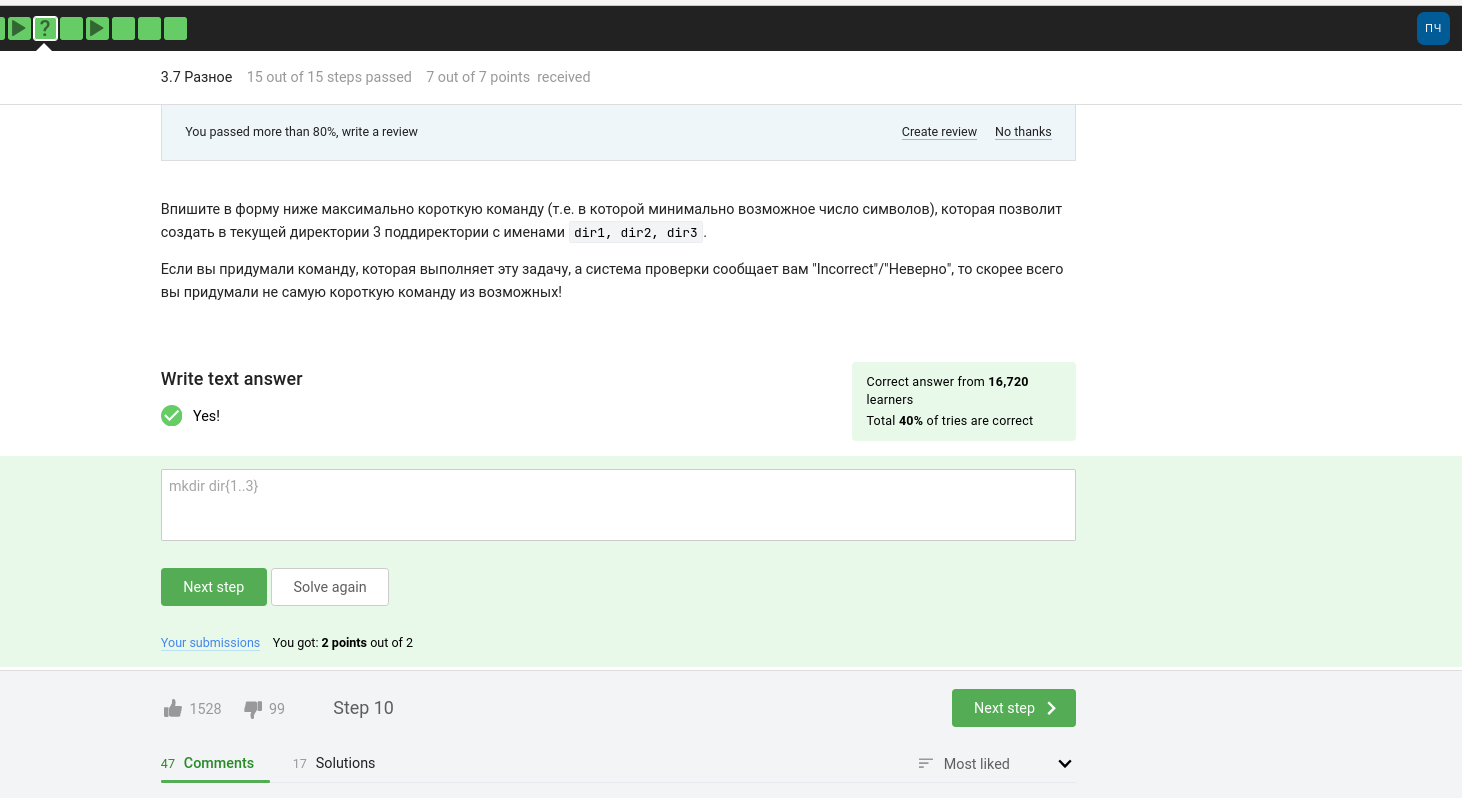 ?
ПЧ
3.7 Разное 15 out of 15 steps passed 7 out of 7 points received
You passed more than 80%, write a review Create review No thanks
Впишите в форму ниже максимально короткую команду (т.е. в которой минимально возможное число символов), которая позволит
создать в текущей директории 3 поддиректории с именами dir1, dir2, dir3.
Если вы придумали команду, которая выполняет эту задачу, а система проверки сообщает вам "Incorrect"/"Неверно", то скорее всего
вы придумали не самую короткую команду из возможных!
Write text answer
Yes!
Correct answer from 16,720
learners
Total 40% of tries are correct
mkdir dir{1..3}
Next step Solve again
Your submissions You got: 2 points out of 2
1528 99 Step 10 Next step
47 Comments 17 Solutions Most liked